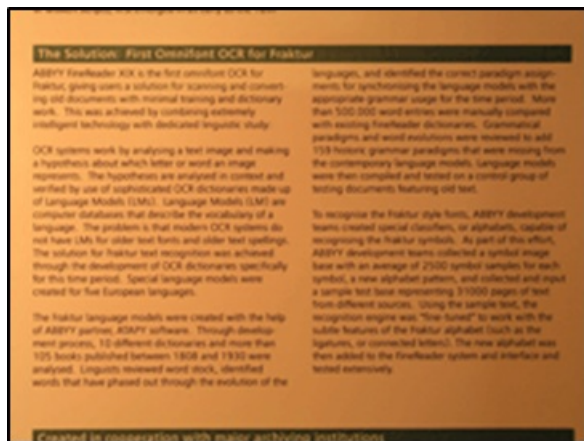 The Solution: First Omnifont OCR for Fraktur
ABBYY FineReader XIX is the first omnifont OCR for
Fraktur, giving users a solution for scanning and convert-
ing old documents with minimal training and dictionary
work. This was achieved by combining extremely
intelligent technology with dedicated linguistic study.
OCR systems work by analysing a text image and making
a hypothesis about which letter or word an image
represents. The hypotheses are analysed in context and
verified by use of sophisticated OCR dictionaries made up
of Language Models (LMs). Language Models (LM) are
computer databases that describe the vocabulary of a
language. The problem is that modern OCR systems do
not have LMs for older text fonts and older text spellings.
The solution for Fraktur text recognition was achieved
through the development of OCR dictionaries specifically
for this time period. Special language models were
created for five European languages.
The Fraktur language models were created with the help
of ABBYY partner, ATAPY software. Through develop-
ment process, 10 different dictionaries and more than
105 books published between 1808 and 1930 were
analysed. Linguists reviewed word stock, identified
words that have phased out through the evolution of the
languages, and identified the correct paradigm assign-
ments for synchronising the language models with the
appropriate grammar usage for the time period. More
than 500,000 word entries were manually compared
with existing FineReader dictionaries. Grammatical
paradigms and word evolutions were reviewed to add
159 historic grammar paradigms that were missing from
the contemporary language models. Language models
were then compiled and tested on a control group of
testing documents featuring old text.
To recognise the Fraktur style fonts, ABBYY development
teams created special classifiers, or alphabets, capable of
recognising the fraktur symbols. As part of this effort,
ABBYY development teams collected a symbol image
base with an average of 2500 symbol samples for each
symbol, a new alphabet pattern, and collected and input
a sample text base representing 31000 pages of text
from different sources. Using the sample text, the
recognition engine was "fine-tuned" to work with the
subtle features of the Fraktur alphabet (such as the
ligatures, or connected letters). The new alphabet was
then added to the FineReader system and interface and
tested extensively.
Created in cooperation with major archiving institutions